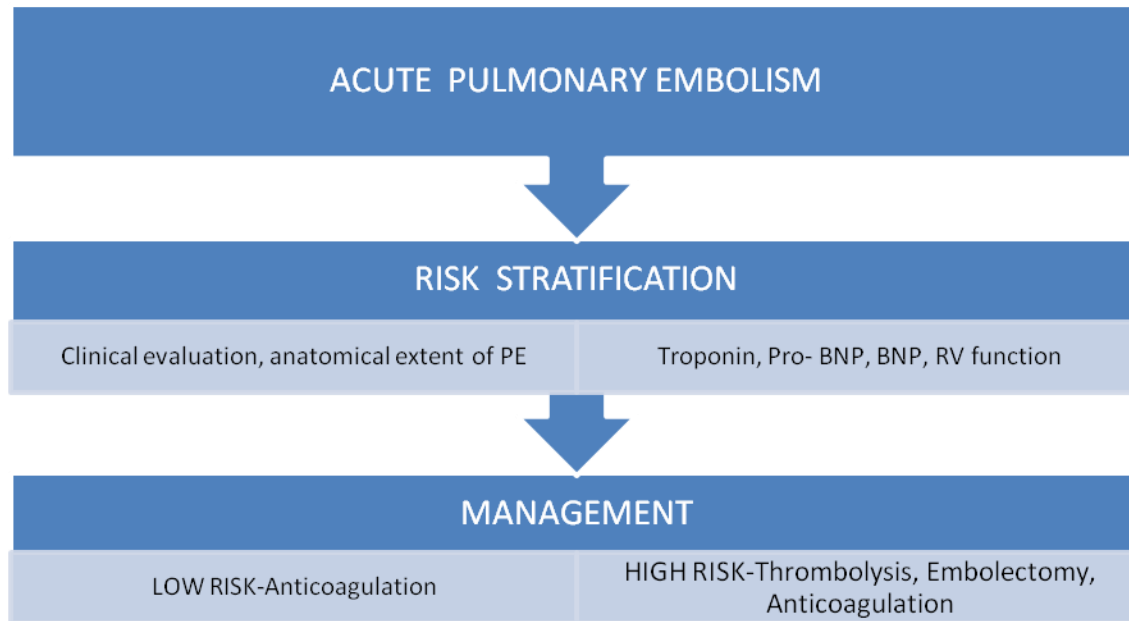 ACUTE PULMONARY EMBOLISM
RISK STRATIFICATION
Clinical evaluation, anatomical extent of PE
Troponin, Pro- BNP, BNP, RV function
MANAGEMENT
LOW RISK-Anticoagulation
HIGH RISK-Thrombolysis, Embolectomy,
Anticoagulation